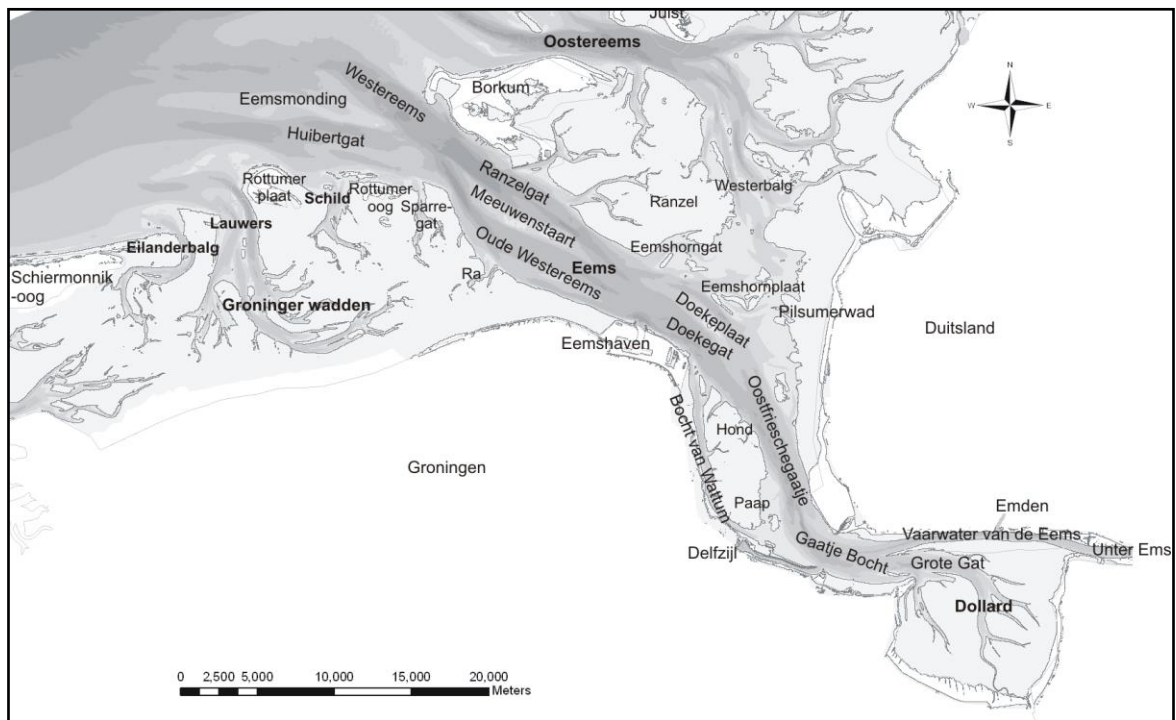 Juist
Oostereems
Westereems
Borkum
Eemsmonding
N
W
E
S
Huibertgat
Ranzelgat
Rottumer
plaat
Schild
Rottumer
oog
Sparre-
gat
Meeuwenstaart
Ranzel
Westerbalg
Lauwers
Eilanderbalg
Oude Westereems
Eemshorngat
Schiermonnik
-oog
Ra
Eems
Eemshornplaat
Groninger wadden
Doekeplaat
Pilsumerwad
Duitsland
Eemshaven
Doekegat
Oostfrieschegaatje
Bocht van Wattum
Hond
Groningen
Paap
Emden
Vaarwater van de Eems
Delfzijl
Gaatje Bocht
Unter Ems
Grote Gat
Dollard
0 2,500 5,000 10,000 15,000 20,000
Meters